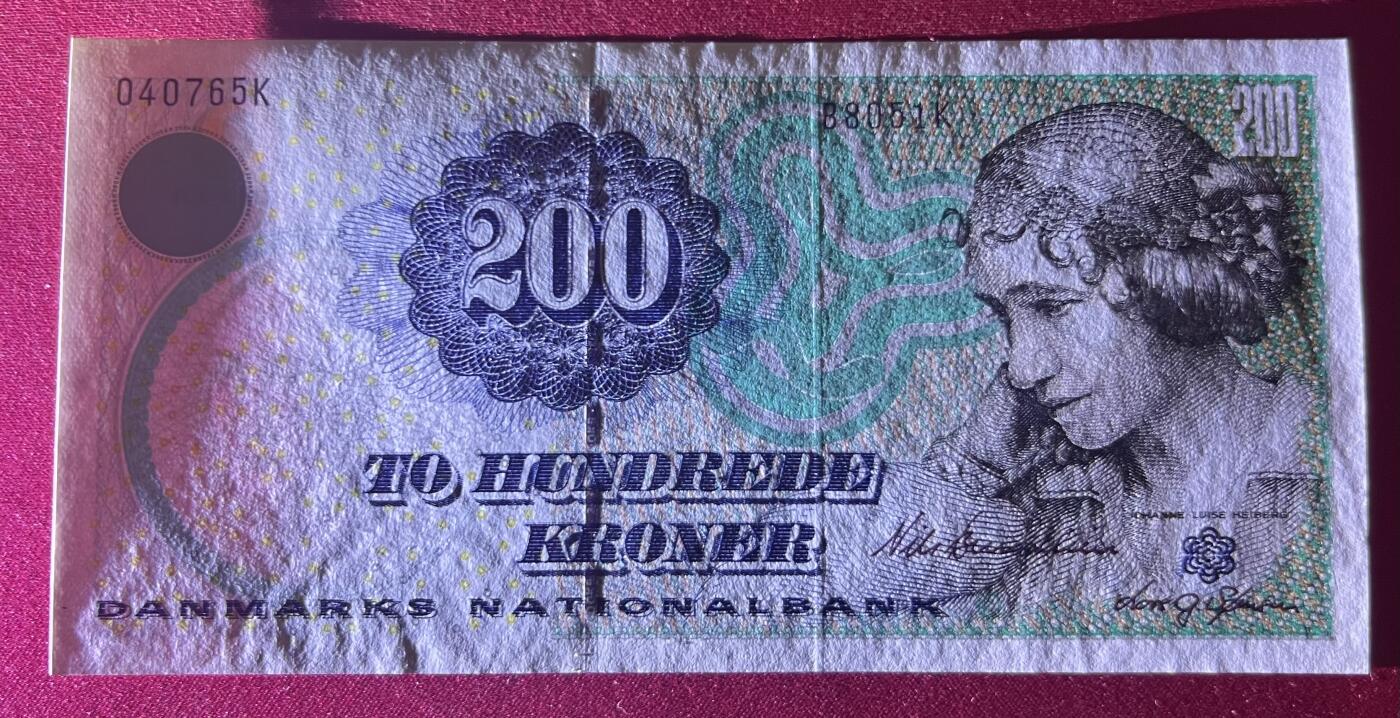 040765K
B8051K
200
200
TO HUNDREDE
KRONER
JOHANNE LUISE HEIBERG
DANMARKS NATIONALBANK